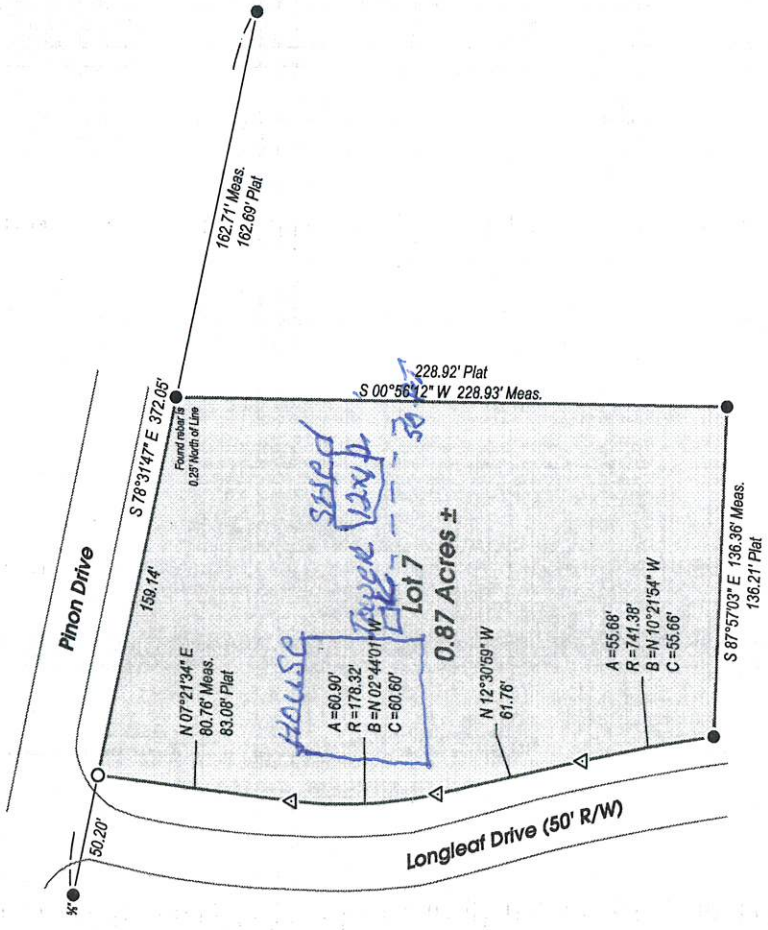 162.71' Meas.
162.69' Plat
Pinon Drive
S 78°31'47" E 372.05'
Found rebar is
0.25' North of Line
159.14'
50.20'
228.92' Plat
S 00°56'12" W 228.93' Meas.
N 07°21'34" E
80.76' Meas.
83.08' Plat
HOUSE
SHED
12x12
TOWER
50 FT
A =60.90'
R =178.32'
B =N 02°44'01" W
C =60.60'
Lot 7
0.87 Acres ±
N 12°30'59" W
61.76'
A =55.68'
R =741.38'
B =N 10°21'54" W
C =55.66'
Longleaf Drive (50' R/W)
S 87°57'03" E 136.36' Meas.
136.21' Plat